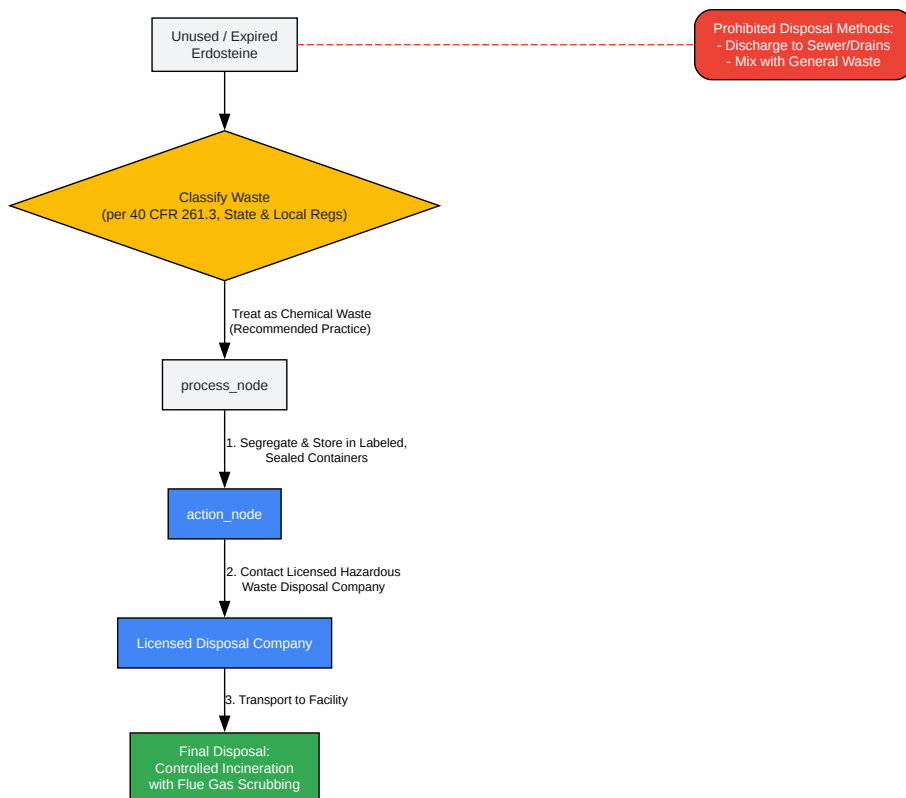 Unused / Expired
Erdosteine
Prohibited Disposal Methods:
- Discharge to Sewer/Drains
- Mix with General Waste
Classify Waste
(per 40 CFR 261.3, State & Local Regs)
Treat as Chemical Waste
(Recommended Practice)
process_node
1. Segregate & Store in Labeled,
Sealed Containers
action_node
2. Contact Licensed Hazardous
Waste Disposal Company
Licensed Disposal Company
3. Transport to Facility
Final Disposal:
Controlled Incineration
with Flue Gas Scrubbing